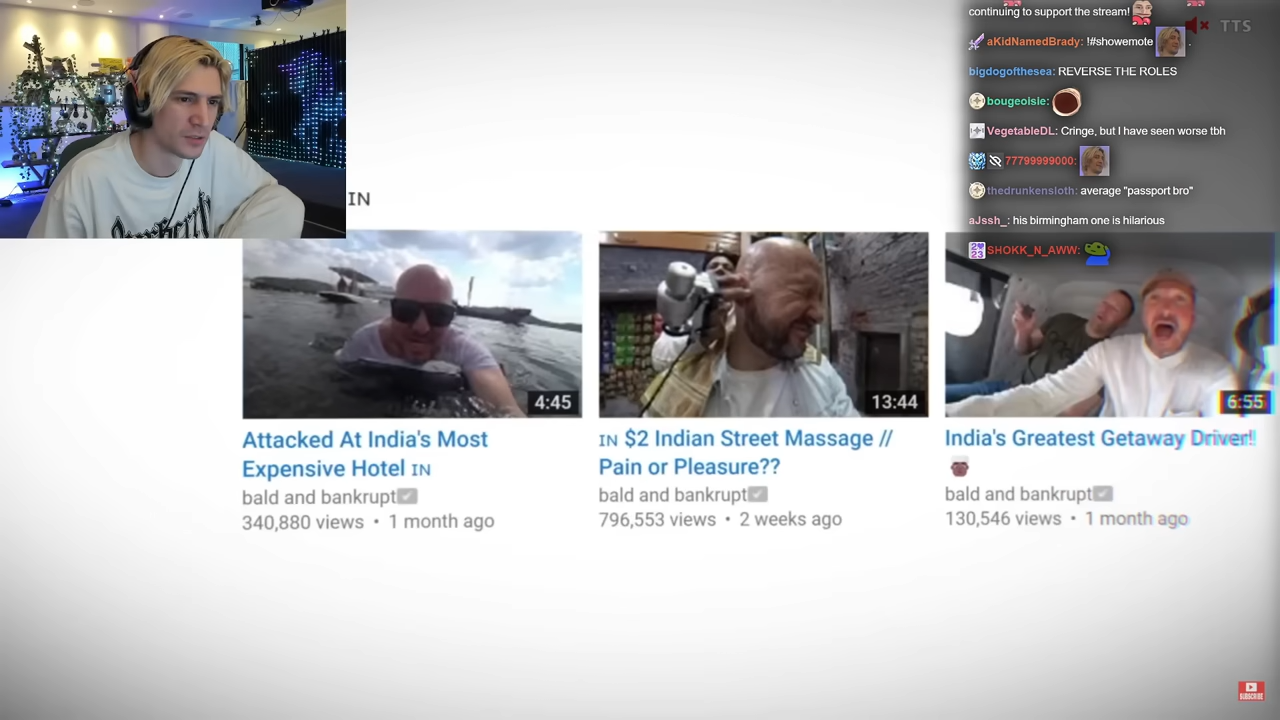 continuing to support the stream!
TTS
aKidNamedBrady: !#showemote .
bigdogofthesea: REVERSE THE ROLES
bougeoisie:
VegetableDL: Cringe, but I have seen worse tbh
77799999000:
thedrunkensloth: average "passport bro"
aJssh_: his birmingham one is hilarious
2023 SHOKK_N_AWW:
IN
4:45
13:44
6:55
Attacked At India's Most
Expensive Hotel IN
bald and bankrupt
340,880 views • 1 month ago
IN $2 Indian Street Massage //
Pain or Pleasure??
bald and bankrupt
796,553 views • 2 weeks ago
India's Greatest Getaway Driver!!
bald and bankrupt
130,546 views • 1 month ago
SUBSCRIBE